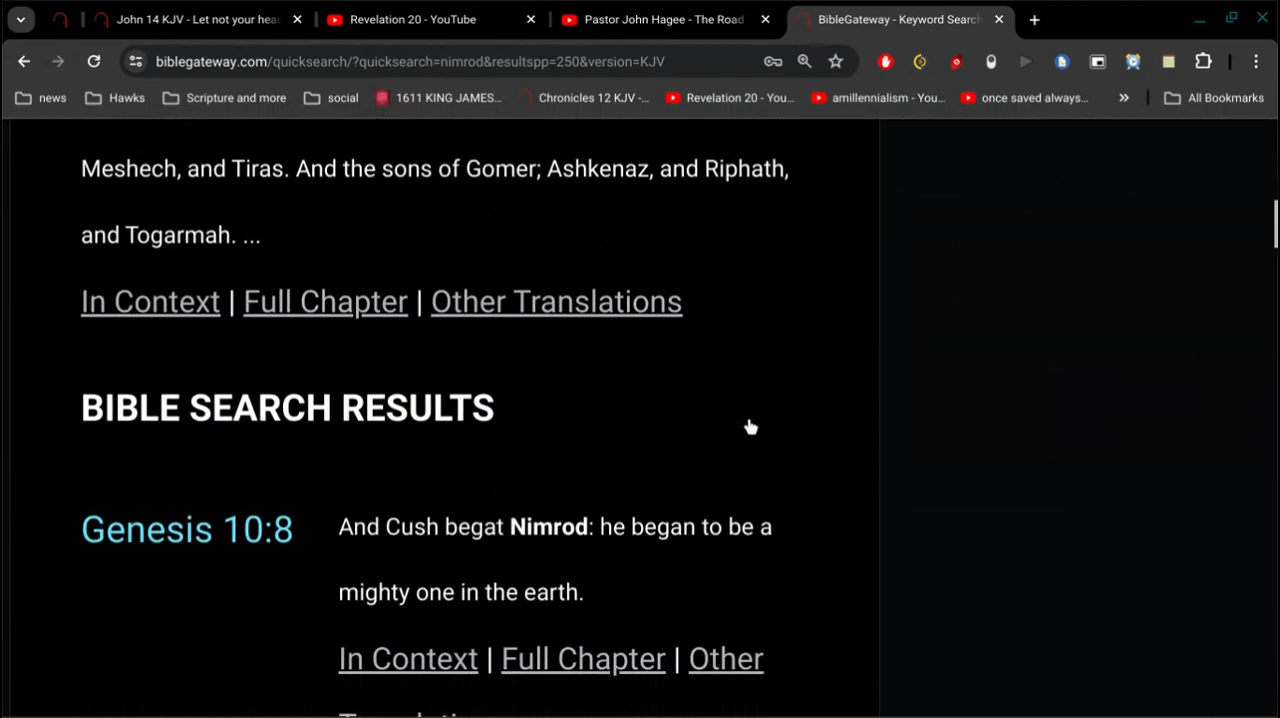 John 14 KJV - Let not your hea
Revelation 20 - YouTube
Pastor John Hagee - The Road
BibleGateway - Keyword Search
biblegateway.com/quicksearch/?quicksearch=nimrod&resultspp=250&version=KJV
news
Hawks
Scripture and more
social
1611 KING JAMES...
Chronicles 12 KJV -...
Revelation 20 - You...
amillennialism - You...
once saved always...
»
All Bookmarks
Meshech, and Tiras. And the sons of Gomer; Ashkenaz, and Riphath,
and Togarmah. ...
In Context | Full Chapter | Other Translations
BIBLE SEARCH RESULTS
Genesis 10:8
And Cush begat Nimrod: he began to be a
mighty one in the earth.
In Context | Full Chapter | Other